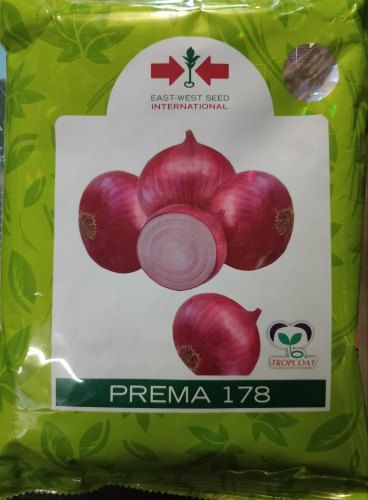 EAST-WEST SEED
INTERNATIONAL
TROPCOAT
PREMA 178